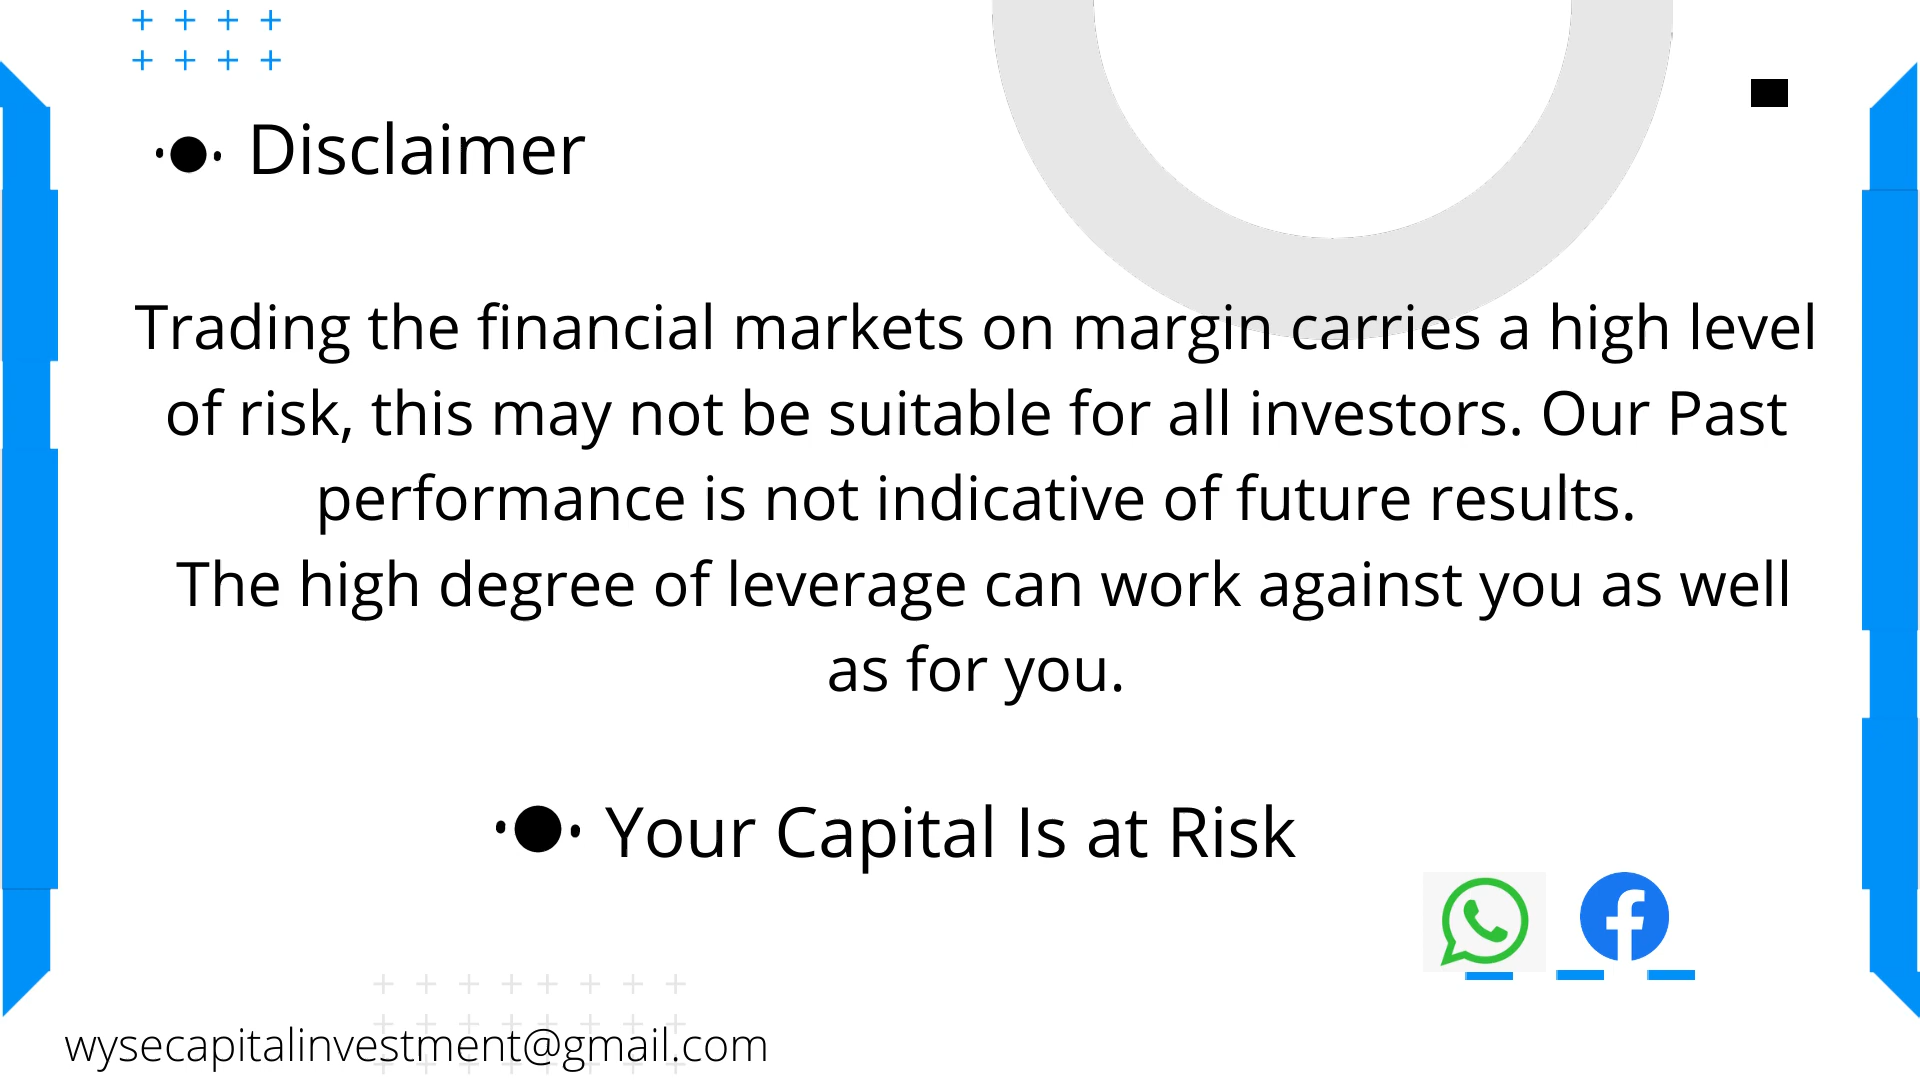 Disclaimer
Trading the financial markets on margin carries a high level
of risk, this may not be suitable for all investors. Our Past
performance is not indicative of future results.
The high degree of leverage can work against you as well
as for you.
Your Capital Is at Risk
wysecapitalinvestment@gmail.com